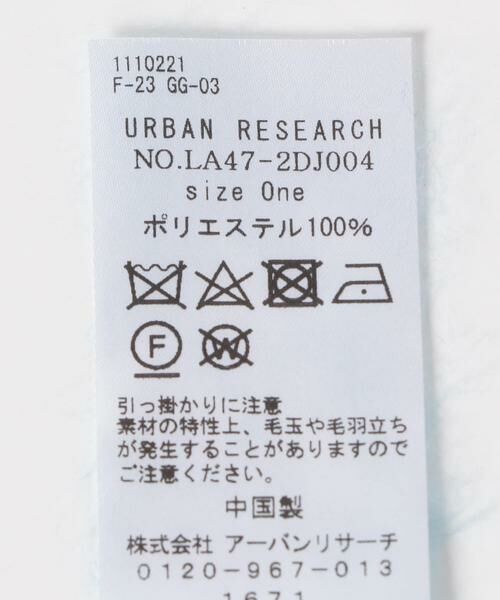 1110221
F-23 GG-03
URBAN RESEARCH
NO.LA47-2DJ004
size One
ポリエステル100%
F W
引っ掛かりに注意
素材の特性上、毛玉や毛羽立ち
が発生することがありますので
ご注意ください。
中国製
株式会社 アーバンリサーチ
0120-967-013
1671